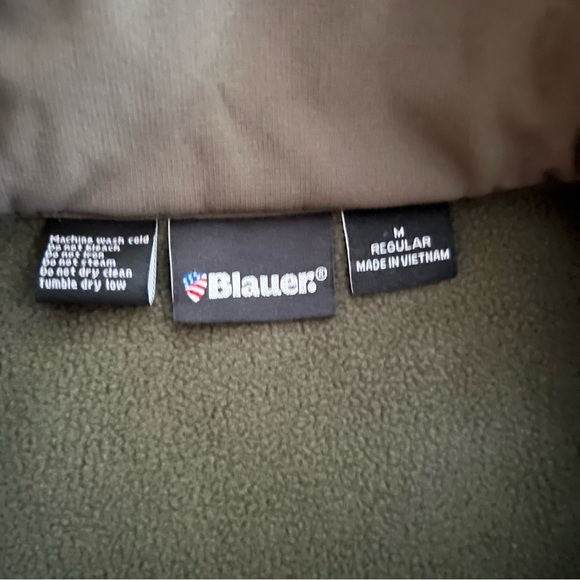 Machine wash cold
Do not bleach
Do not iron
Do not steam
Do not dry clean
Tumble dry low
Blauer.®
M
REGULAR
MADE IN VIETNAM